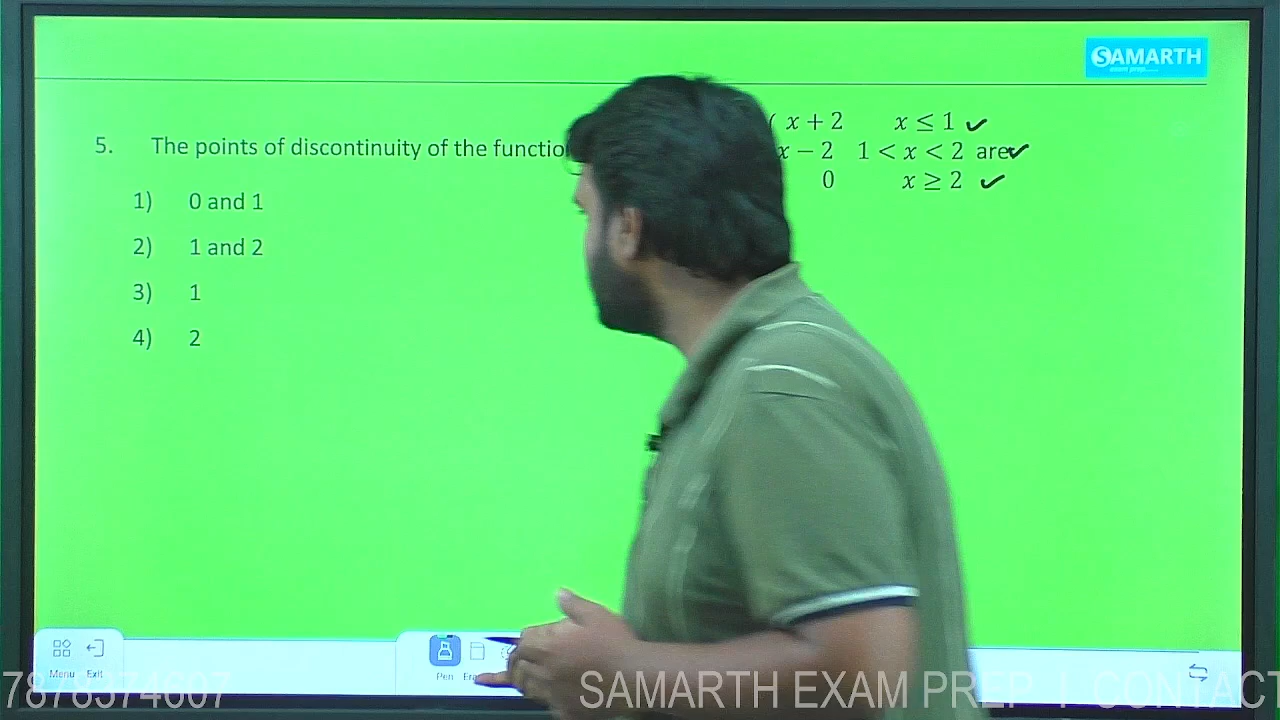 SAMARTH
5. The points of discontinuity of the functio
x + 2 x ≤ 1 ✓
x − 2 1 < x < 2 are ✓
0 x ≥ 2 ✓
1) 0 and 1
2) 1 and 2
3) 1
4) 2
Menu Exit Pen
7878574607 SAMARTH EXAM PREP I CONTACT